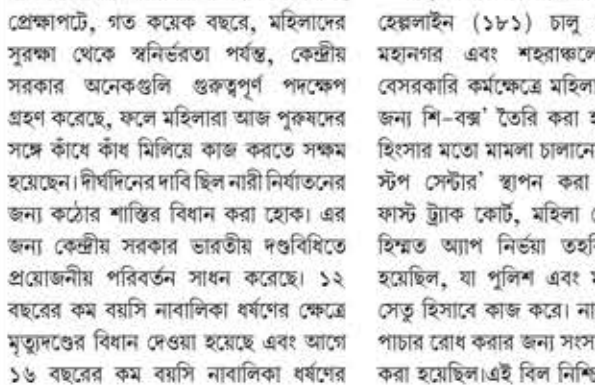 প্রেক্ষাপটে, গত কয়েক বছরে, মহিলাদের
সুরক্ষা থেকে স্বনির্ভরতা পর্যন্ত, কেন্দ্রীয়
সরকার অনেকগুলি গুরুত্বপূর্ণ পদক্ষেপ
গ্রহণ করেছে, ফলে মহিলারা আজ পুরুষদের
সঙ্গে কাঁধে কাঁধ মিলিয়ে কাজ করতে সক্ষম
হয়েছেন। দীর্ঘদিনের দাবি ছিল নারী নির্যাতনের
জন্য কঠোর শাস্তির বিধান করা হোক। এর
জন্য কেন্দ্রীয় সরকার ভারতীয় দণ্ডবিধিতে
প্রয়োজনীয় পরিবর্তন সাধন করেছে। ১২
বছরের কম বয়সি নাবালিকা ধর্ষণের ক্ষেত্রে
মৃত্যুদণ্ডের বিধান দেওয়া হয়েছে এবং আগে
১৬ বছরের কম বয়সি নাবালিকা ধর্ষণের
হেল্পলাইন (১৮১) চালু
মহানগর এবং শহরাঞ্চলে
বেসরকারি কর্মক্ষেত্রে মহিলা
জন্য শি-বক্স' তৈরি করা
হিংসার মতো মামলা চালানো
স্টপ সেন্টার' স্থাপন করা
ফাস্ট ট্র্যাক কোর্ট, মহিলা
হিম্মত অ্যাপ নির্ভয়া
হয়েছিল, যা পুলিশ এবং
সেতু হিসাবে কাজ করে।
পাচার রোধ করার জন্য
করা হয়েছিল।এই বিল